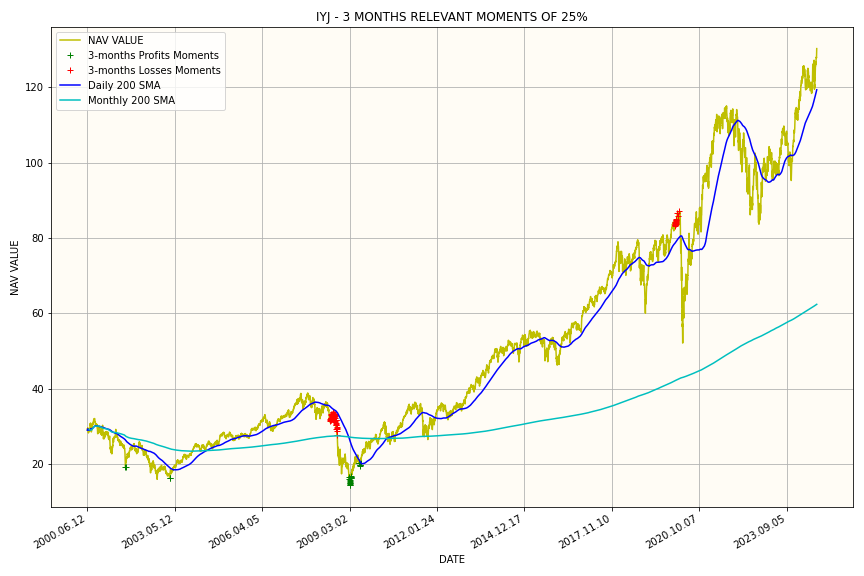 IYJ - 3 MONTHS RELEVANT MOMENTS OF 25%
NAV VALUE
3-months Profits Moments
3-months Losses Moments
Daily 200 SMA
Monthly 200 SMA
120
100
80
60
40
20
NAV VALUE
2000.06.12
2003.05.12
2006.04.05
2009.03.02
2012.01.24
2014.12.17
2017.11.10
2020.10.07
2023.09.05
DATE